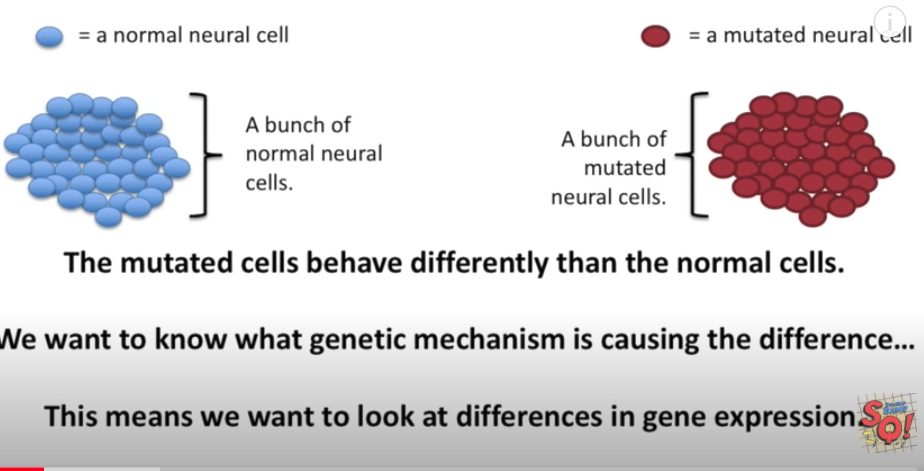 = a normal neural cell
= a mutated neural cell
A bunch of
normal neural
cells.
A bunch of
mutated
neural cells.
The mutated cells behave differently than the normal cells.
We want to know what genetic mechanism is causing the difference...
This means we want to look at differences in gene expression.
SQ!